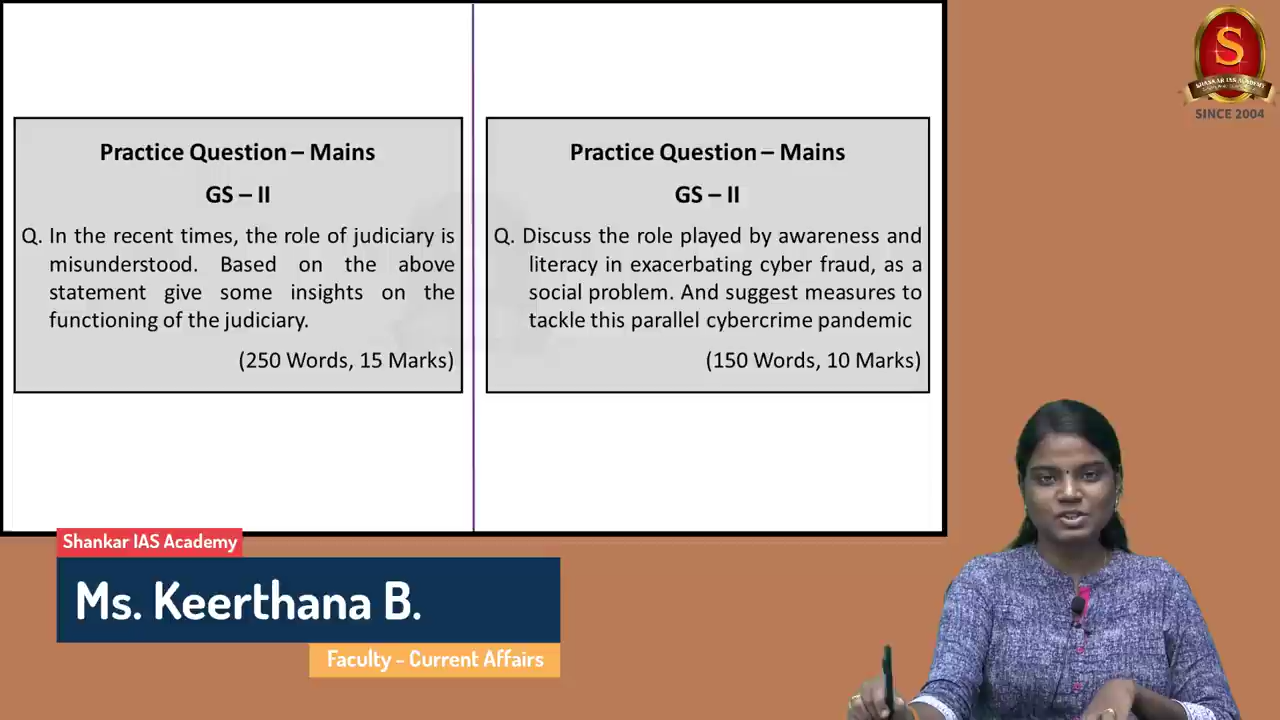 Practice Question – Mains
GS – II
Q. In the recent times, the role of judiciary is
misunderstood. Based on the above
statement give some insights on the
functioning of the judiciary.
(250 Words, 15 Marks)
Practice Question – Mains
GS – II
Q. Discuss the role played by awareness and
literacy in exacerbating cyber fraud, as a
social problem. And suggest measures to
tackle this parallel cybercrime pandemic
(150 Words, 10 Marks)
S
SHANKAR IAS ACADEMY
SINCE 2004
Shankar IAS Academy
Ms. Keerthana B.
Faculty - Current Affairs